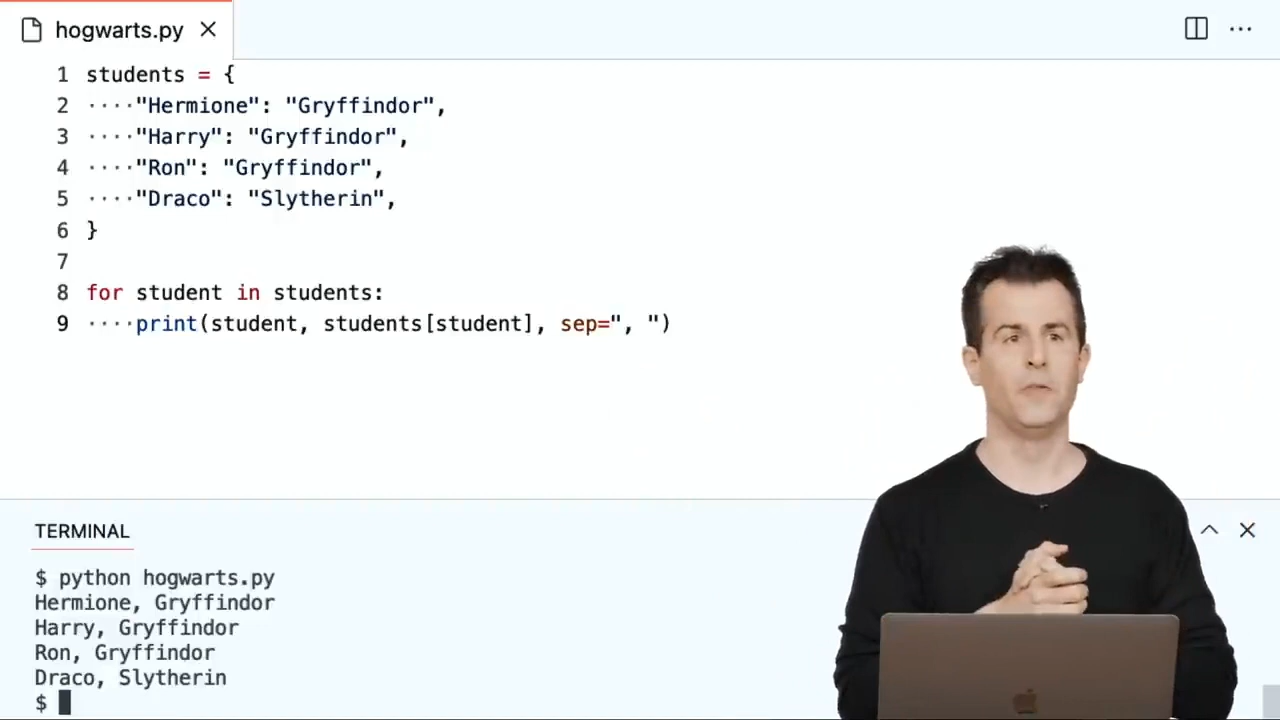 hogwarts.py
1 students = {
2 ····"Hermione": "Gryffindor",
3 ····"Harry": "Gryffindor",
4 ····"Ron": "Gryffindor",
5 ····"Draco": "Slytherin",
6 }
7
8 for student in students:
9 ····print(student, students[student], sep=", ")
TERMINAL
$ python hogwarts.py
Hermione, Gryffindor
Harry, Gryffindor
Ron, Gryffindor
Draco, Slytherin
$